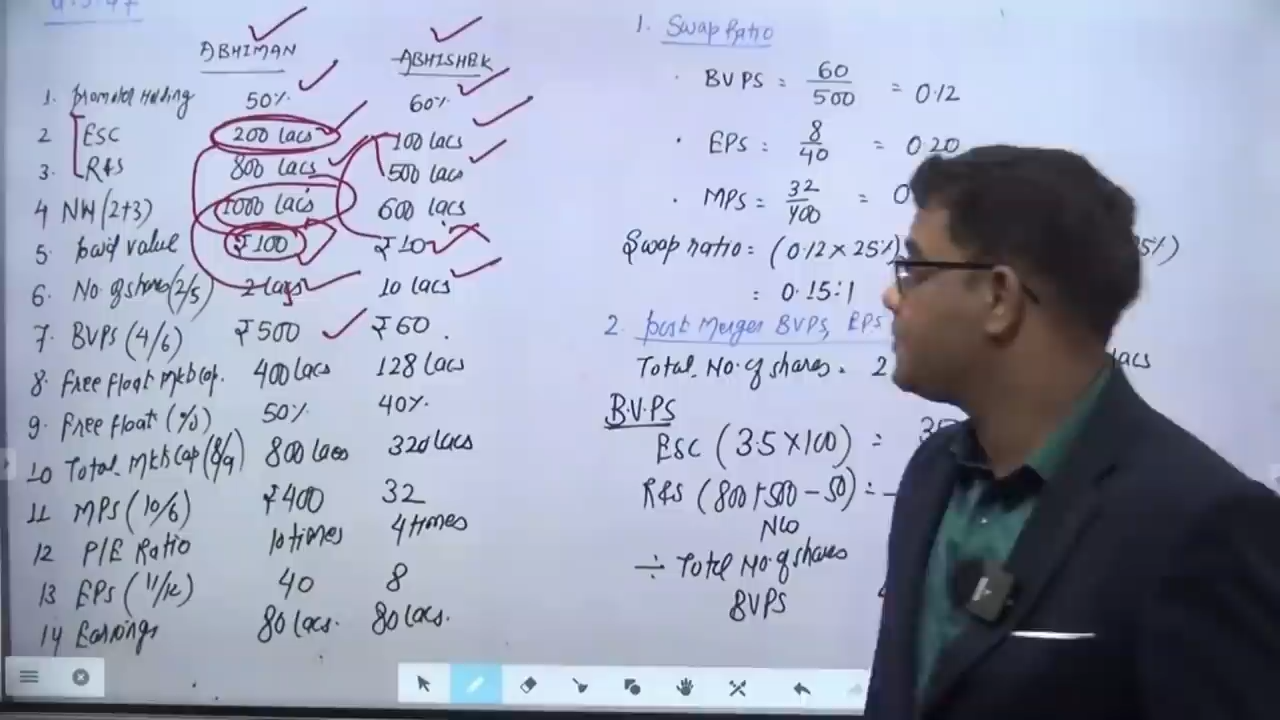 Q.5.47
ABHIMAN ABHISHEK
1. promoter Holding 50% 60%
2 ESC 200 lacs 100 lacs
3. R&S 800 lacs 500 lacs
4 NW (2+3) 1000 lacs 600 lacs
5. paid value ₹100 ₹10
6. No. of shares (2/5) 2 lacs 10 lacs
7. BVPS (4/6) ₹500 ₹60
8. Free float Mkt cap. 400 lacs 128 lacs
9. Free float (%) 50% 40%
10 Total Mkt cap (8/9) 800 lacs 320 lacs
11 MPS (10/6) ₹400 32
12 P/E Ratio 10 times 4 times
13 EPS (11/12) 40 8
14 Earnings 80 lacs. 80 lacs.
1. Swap Ratio
BVPS = 60/500 = 0.12
EPS = 8/40 = 0.20
MPS = 32/400 = 0
Swap ratio = (0.12 × 25%) 5%)
= 0.15:1
2. post Merger BVPS, EPS
Total No. of shares = 2 lacs
B.V.P.S
ESC (3.5×100) = 35
R&S (800+500-50) =
NW
÷ Total No. of shares
BVPS